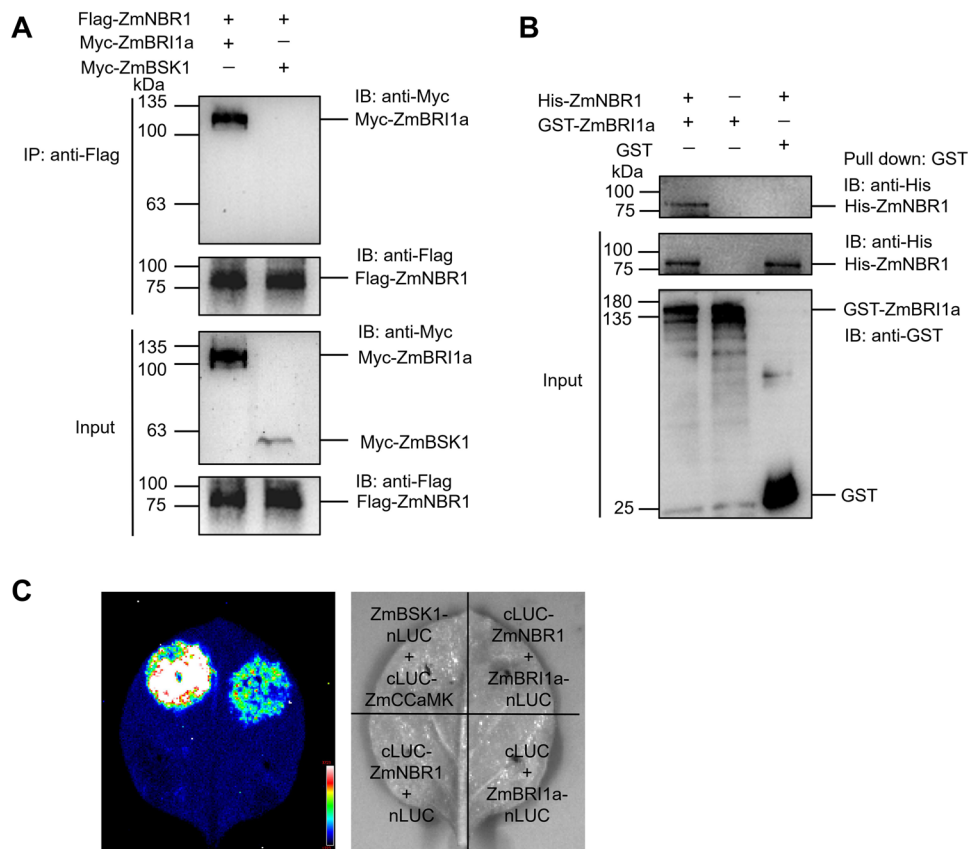 A
Flag-ZmNBR1 + +
Myc-ZmBRI1a + –
Myc-ZmBSK1 – +
kDa
IP: anti-Flag
135
100
63
IB: anti-Myc
Myc-ZmBRI1a
100
75
IB: anti-Flag
Flag-ZmNBR1
Input
135
100
63
IB: anti-Myc
Myc-ZmBRI1a
Myc-ZmBSK1
100
75
IB: anti-Flag
Flag-ZmNBR1
B
His-ZmNBR1 + – +
GST-ZmBRI1a + + –
GST – – +
kDa
Pull down: GST
100
75
IB: anti-His
His-ZmNBR1
Input
100
75
IB: anti-His
His-ZmNBR1
180
135
25
GST-ZmBRI1a
IB: anti-GST
GST
C
ZmBSK1-
nLUC
+
cLUC-
ZmCCaMK
cLUC-
ZmNBR1
+
ZmBRI1a-
nLUC
cLUC-
ZmNBR1
+
nLUC
cLUC
+
ZmBRI1a-
nLUC